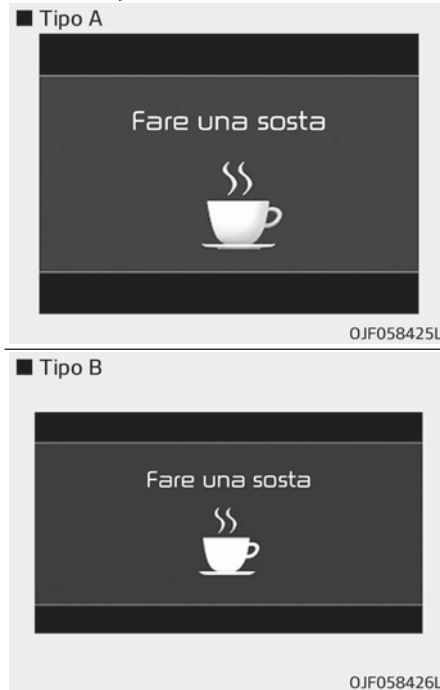 ■ Tipo A
Fare una sosta
OJF058425L
■ Tipo B
Fare una sosta
OJF058426L